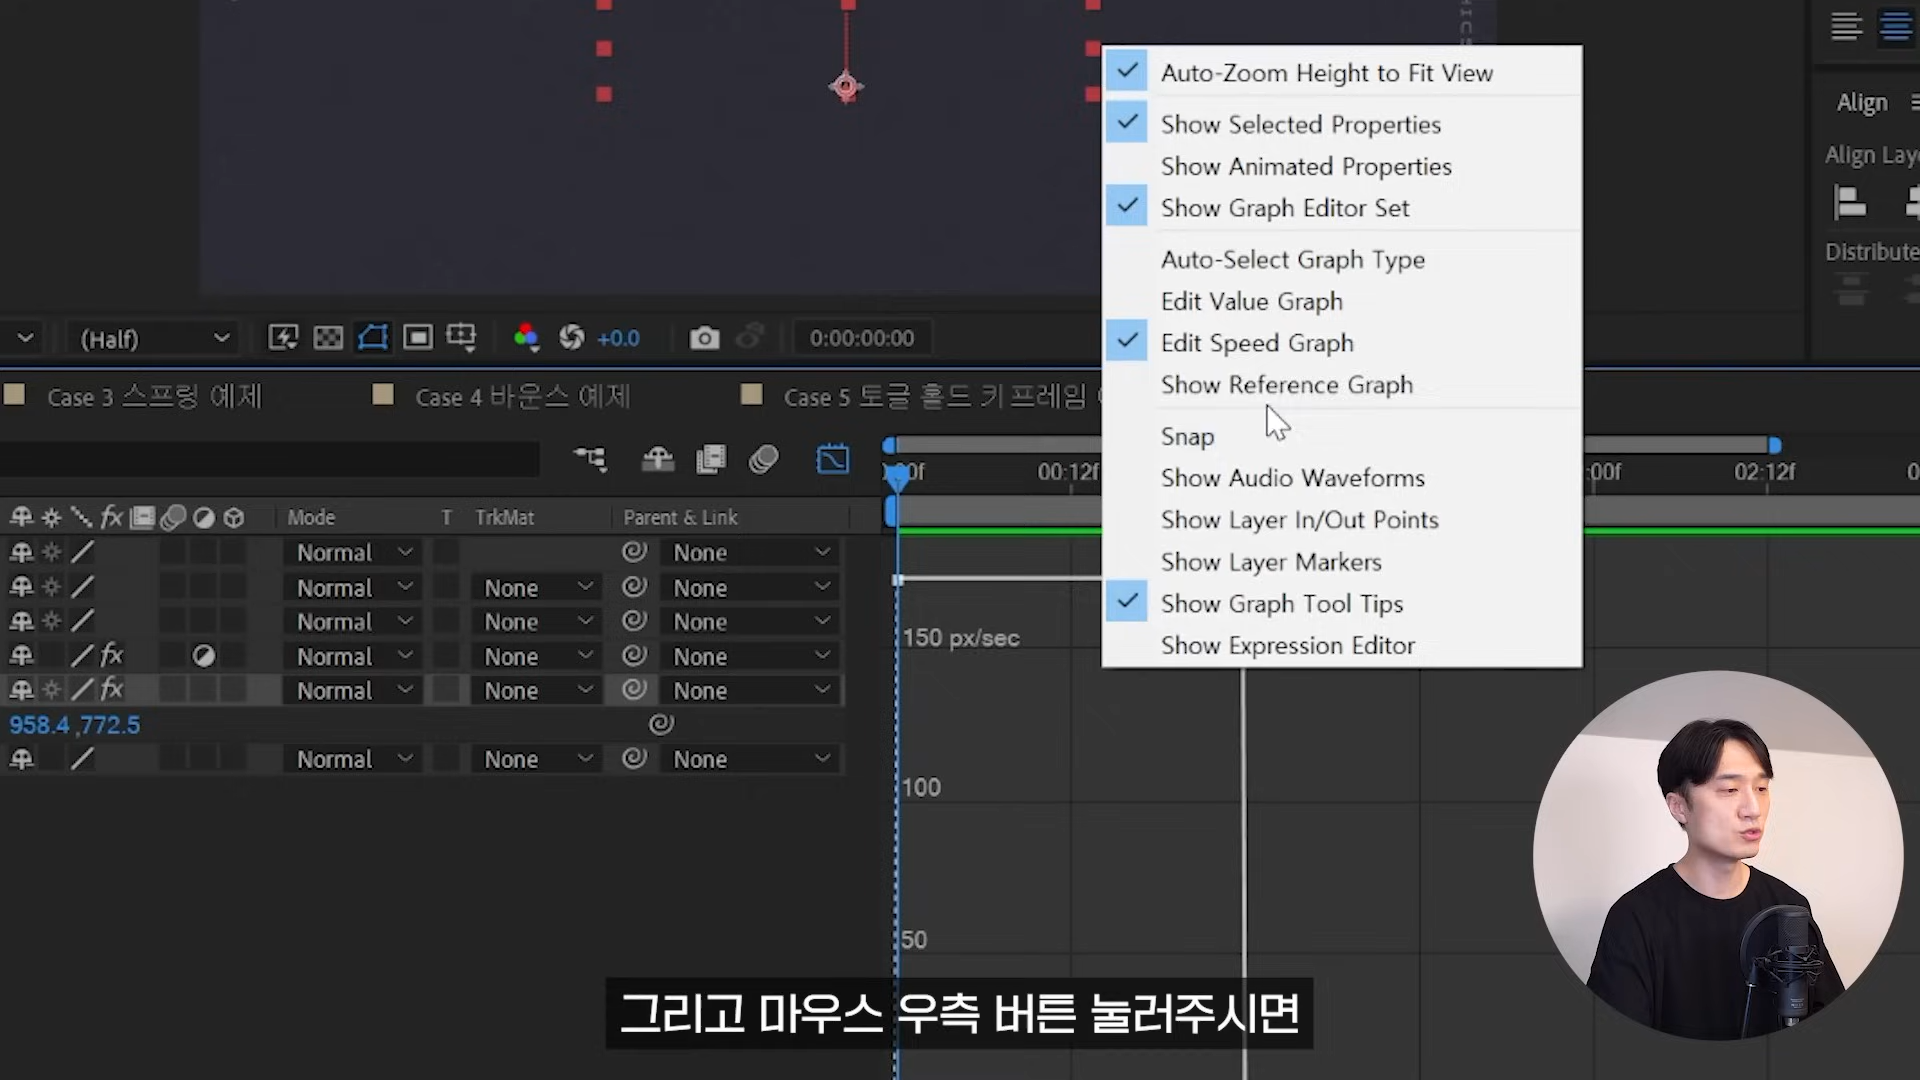 Auto-Zoom Height to Fit View
Show Selected Properties
Show Animated Properties
Show Graph Editor Set
Auto-Select Graph Type
Edit Value Graph
Edit Speed Graph
Show Reference Graph
Snap
Show Audio Waveforms
Show Layer In/Out Points
Show Layer Markers
Show Graph Tool Tips
Show Expression Editor
Align
Align Lay
Distribute
(Half) +0.0 0:00:00:00
Case 3 스프링 예제 Case 4 바운스 예제 Case 5 토글 홀드 키프레임
00f 00:12f :00f 02:12f
fx Mode T TrkMat Parent & Link
Normal None
Normal None None
Normal None None
fx Normal None None
fx Normal None None
958.4,772.5
Normal None None
150 px/sec
100
50
그리고 마우스 우측 버튼 눌러주시면